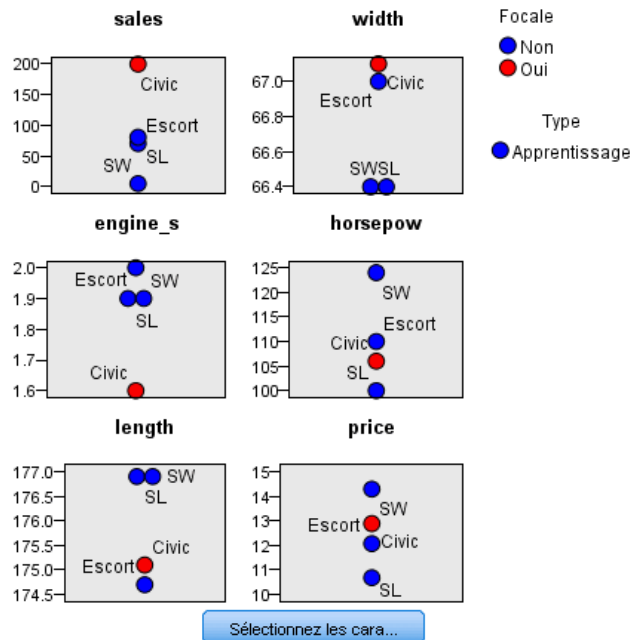 sales
200
150
100
50
0
Civic
Escort
SL
SW
width
67.0
66.8
66.6
66.4
Civic
Escort
SWSL
Focale
Non
Oui
Type
Apprentissage
engine_s
2.0
1.9
1.8
1.7
1.6
Escort
SW
SL
Civic
horsepow
125
120
115
110
105
100
SW
Escort
Civic
SL
length
177.0
176.5
176.0
175.5
175.0
174.5
SW
SL
Civic
Escort
price
15
14
13
12
11
10
SW
Escort
Civic
SL
Sélectionnez les cara...